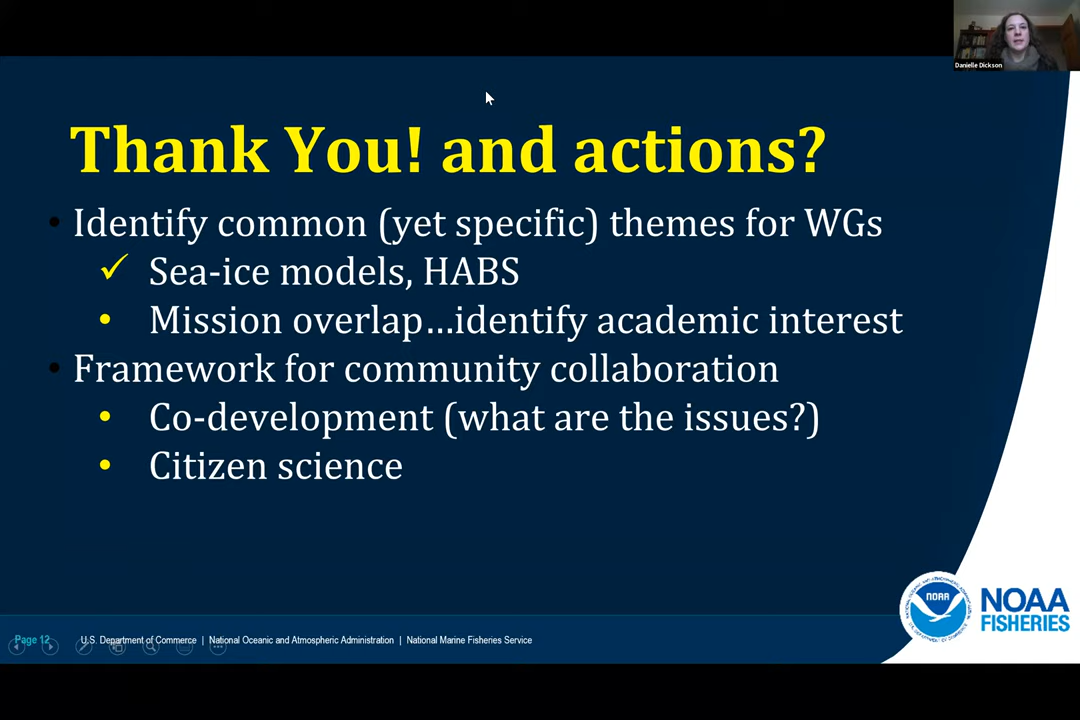 Danielle Dickson
Thank You! and actions?
• Identify common (yet specific) themes for WGs
✓ Sea-ice models, HABS
• Mission overlap...identify academic interest
• Framework for community collaboration
• Co-development (what are the issues?)
• Citizen science
NOAA
NOAA
FISHERIES
Page 12
U.S. Department of Commerce | National Oceanic and Atmospheric Administration | National Marine Fisheries Service